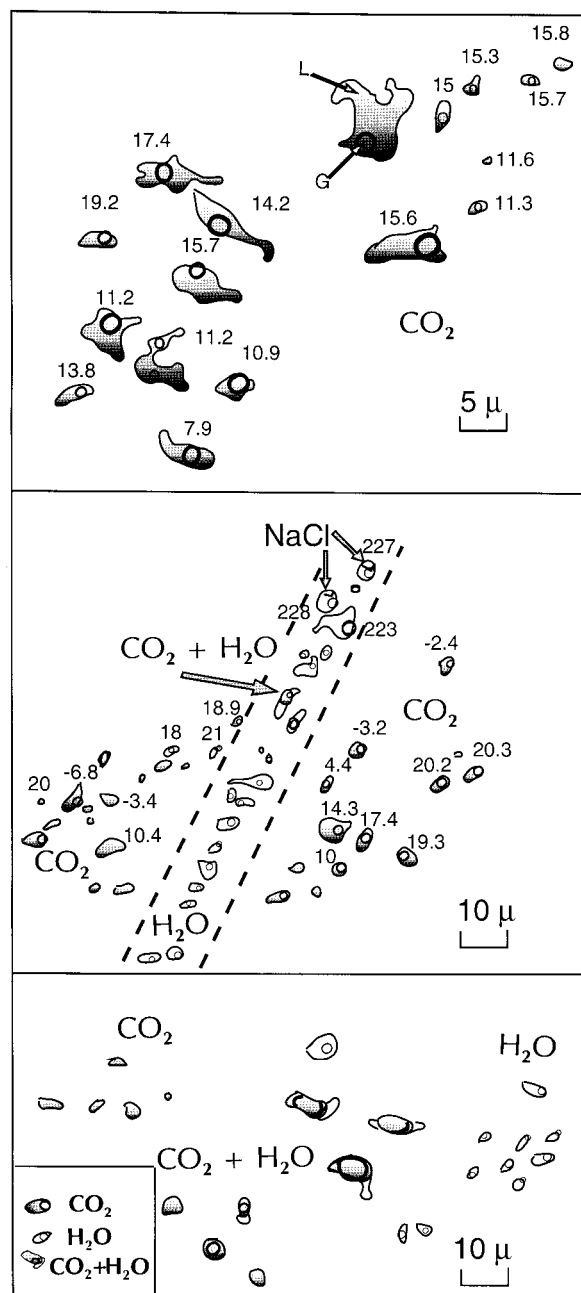 15.8
15.3
15
15.7
L
17.4
11.6
G
19.2
14.2
11.3
15.6
15.7
CO₂
11.2
11.2
10.9
13.8
5 μ
7.9
NaCl
227
228
223
CO₂ + H₂O
-2.4
CO₂
18.9
18
21
-3.2
20.3
20
-6.8
4.4
20.2
-3.4
14.3
17.4
10.4
19.3
CO₂
10
H₂O
10 μ
CO₂
H₂O
CO₂ + H₂O
CO₂
H₂O
CO₂+H₂O
10 μ